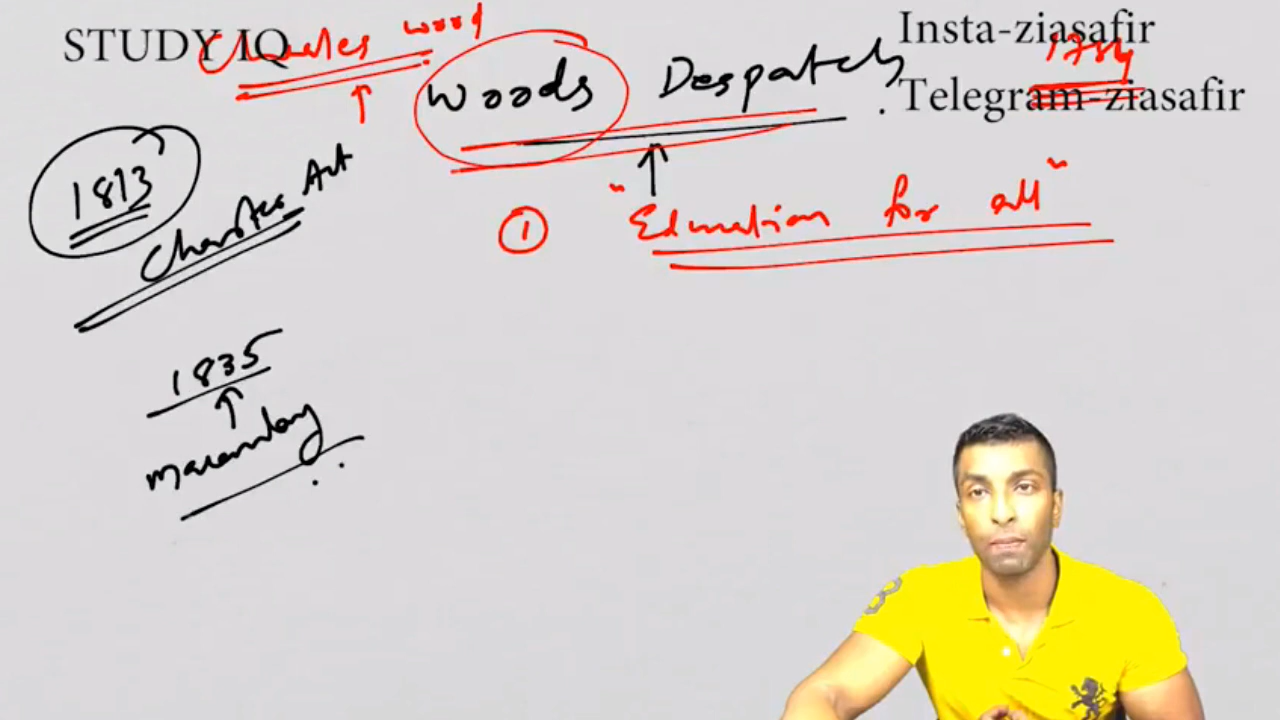 STUDY IQ
Charles wood
Insta-ziasafir
Telegram-ziasafir
Woods Despatch.
1813
Charter Act
① "Education for all"
1835
macaulay